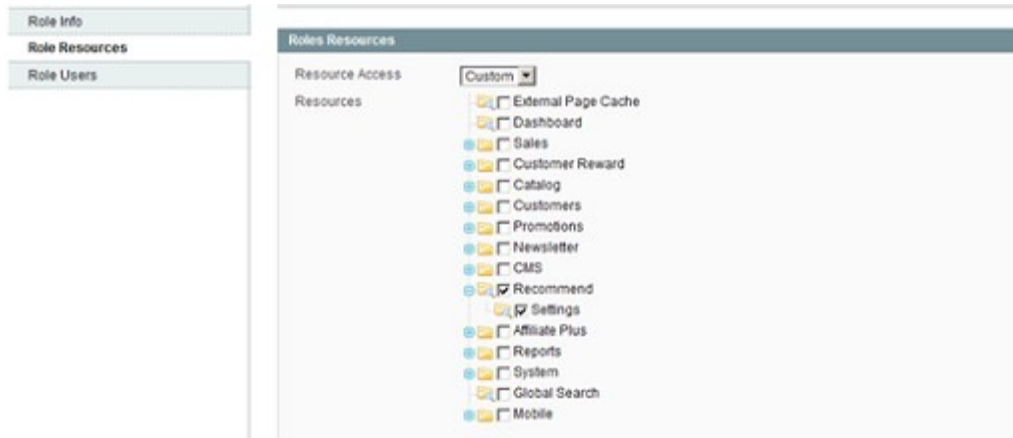 Role Info
Role Resources
Role Users
Roles Resources
Resource Access Custom
Resources
External Page Cache
Dashboard
Sales
Customer Reward
Catalog
Customers
Promotions
Newsletter
CMS
Recommend
Settings
Affiliate Plus
Reports
System
Global Search
Mobile